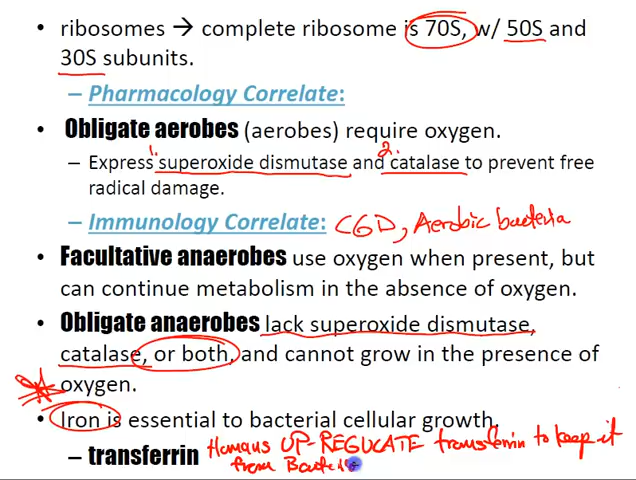 • ribosomes → complete ribosome is 70S, w/ 50S and
30S subunits.
– Pharmacology Correlate:
• Obligate aerobes (aerobes) require oxygen.
1. 2.
– Express superoxide dismutase and catalase to prevent free
radical damage.
– Immunology Correlate: CGD, Aerobic bacteria
• Facultative anaerobes use oxygen when present, but
can continue metabolism in the absence of oxygen.
• Obligate anaerobes lack superoxide dismutase,
catalase, or both, and cannot grow in the presence of
oxygen.
• Iron is essential to bacterial cellular growth.
– transferrin Humans UP-REGULATE transferrin to keep it
from